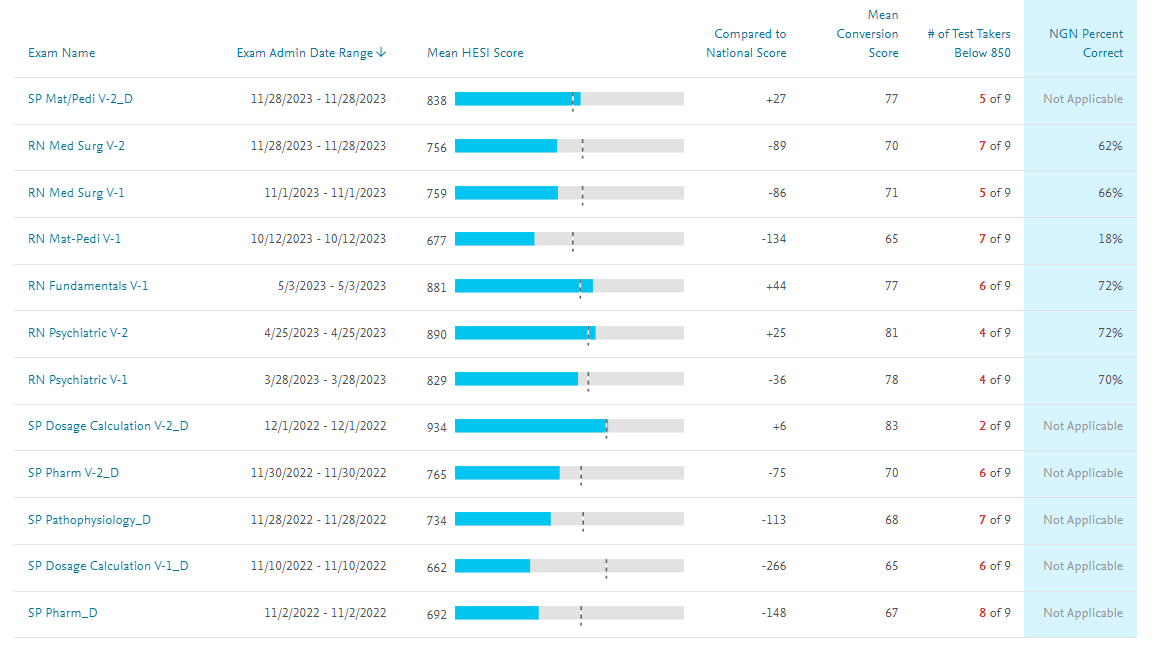 Exam Name Exam Admin Date Range↓ Mean HESI Score Compared to National Score Mean Conversion Score # of Test Takers Below 850 NGN Percent Correct
SP Mat/Pedi V-2_D 11/28/2023 - 11/28/2023 838 +27 77 5 of 9 Not Applicable
RN Med Surg V-2 11/28/2023 - 11/28/2023 756 -89 70 7 of 9 62%
RN Med Surg V-1 11/1/2023 - 11/1/2023 759 -86 71 5 of 9 66%
RN Mat-Pedi V-1 10/12/2023 - 10/12/2023 677 -134 65 7 of 9 18%
RN Fundamentals V-1 5/3/2023 - 5/3/2023 881 +44 77 6 of 9 72%
RN Psychiatric V-2 4/25/2023 - 4/25/2023 890 +25 81 4 of 9 72%
RN Psychiatric V-1 3/28/2023 - 3/28/2023 829 -36 78 4 of 9 70%
SP Dosage Calculation V-2_D 12/1/2022 - 12/1/2022 934 +6 83 2 of 9 Not Applicable
SP Pharm V-2_D 11/30/2022 - 11/30/2022 765 -75 70 6 of 9 Not Applicable
SP Pathophysiology_D 11/28/2022 - 11/28/2022 734 -113 68 7 of 9 Not Applicable
SP Dosage Calculation V-1_D 11/10/2022 - 11/10/2022 662 -266 65 6 of 9 Not Applicable
SP Pharm_D 11/2/2022 - 11/2/2022 692 -148 67 8 of 9 Not Applicable